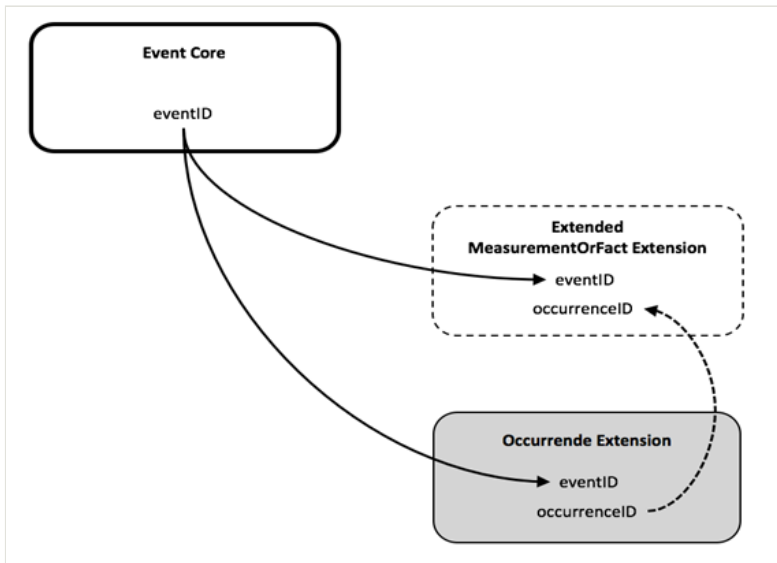 Event Core
eventID
Extended
MeasurementOrFact Extension
eventID
occurrenceID
Occurrende Extension
eventID
occurrenceID